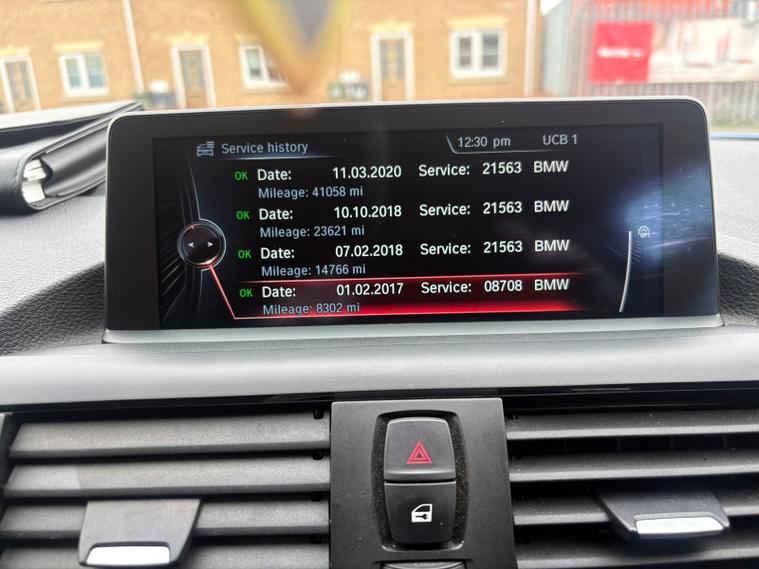 Service history 12:30 pm UCB 1
OK Date: 11.03.2020 Service: 21563 BMW
Mileage: 41058 mi
OK Date: 10.10.2018 Service: 21563 BMW
Mileage: 23621 mi
OK Date: 07.02.2018 Service: 21563 BMW
Mileage: 14766 mi
OK Date: 01.02.2017 Service: 08708 BMW
Mileage: 8302 mi